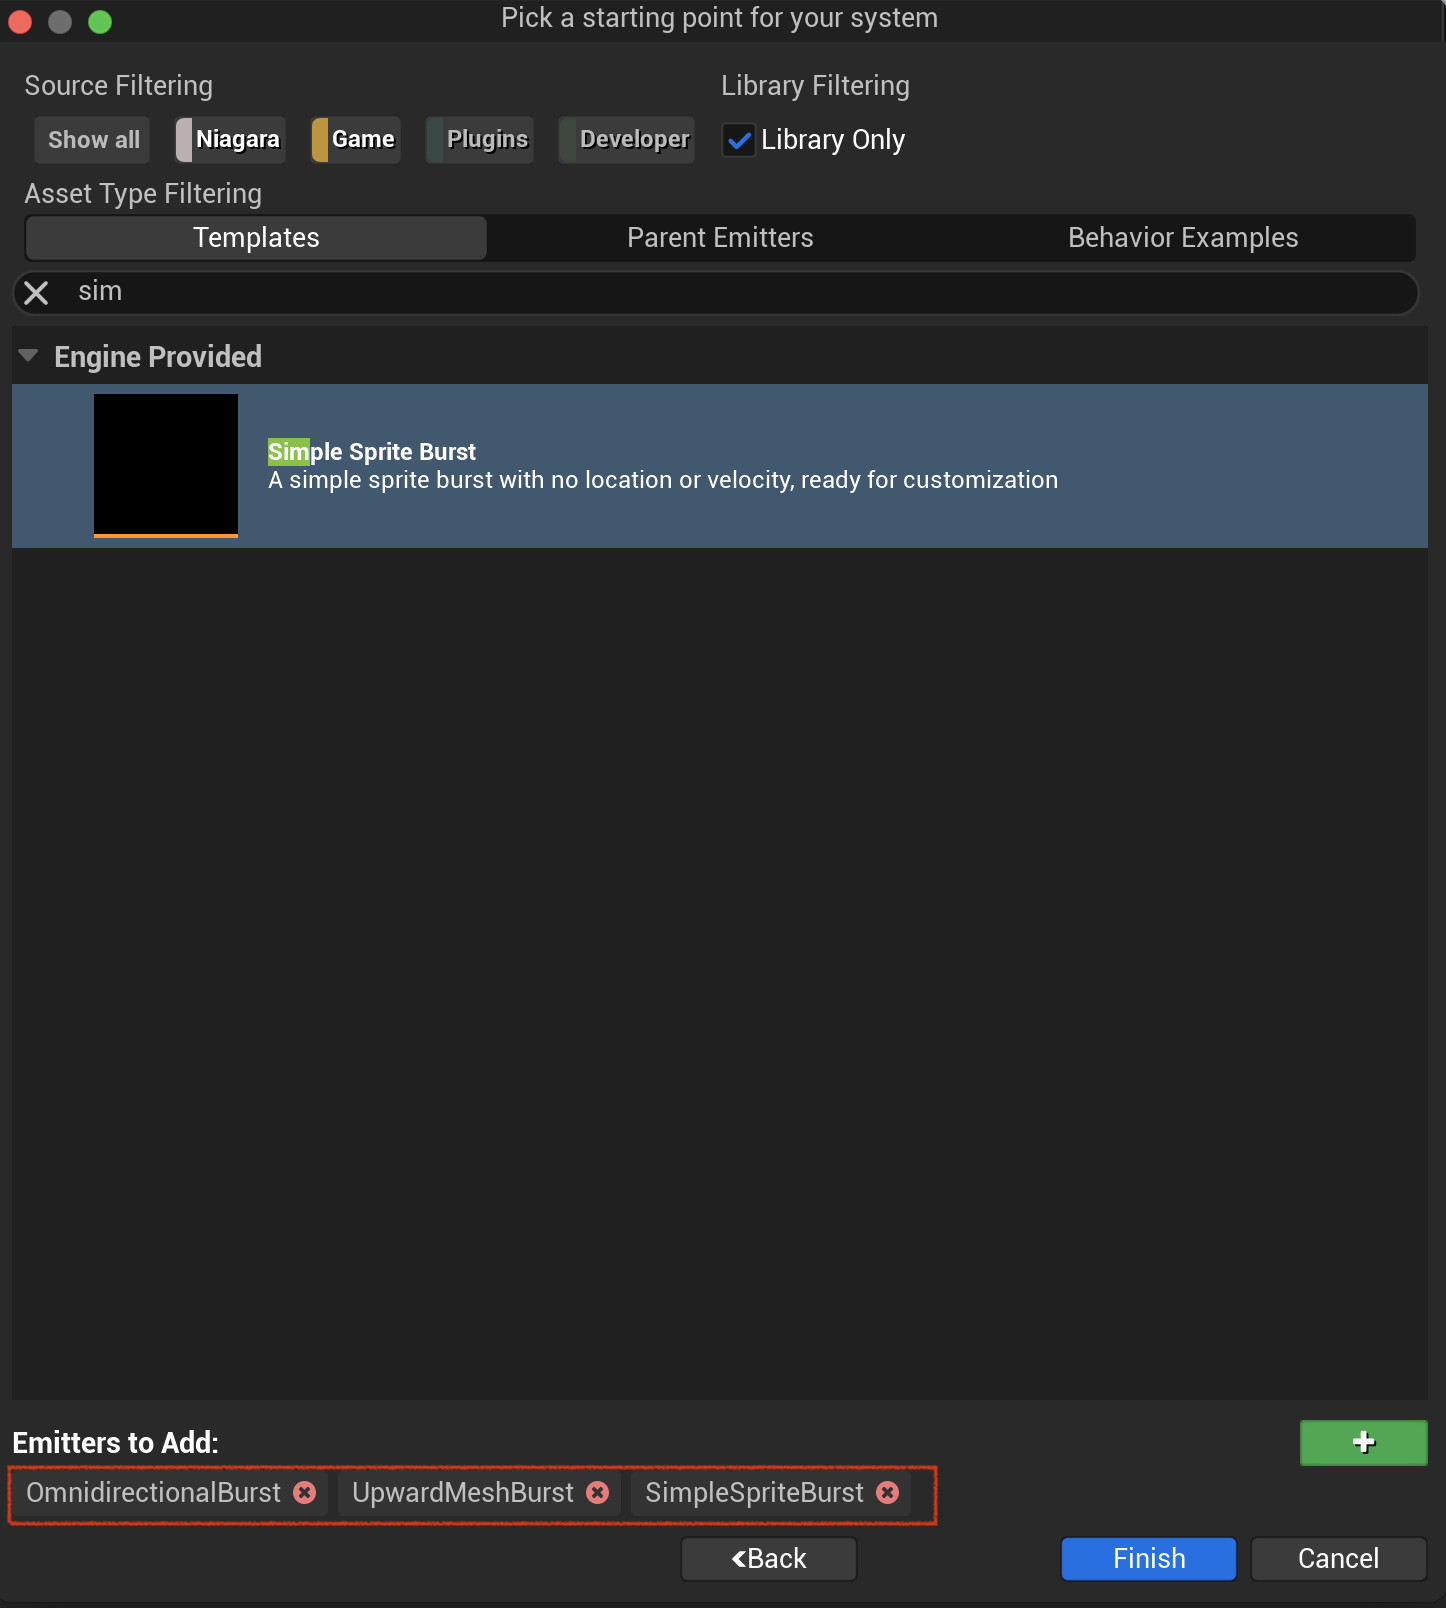 Pick a starting point for your system
Source Filtering
Library Filtering
Show all
Niagara
Game
Plugins
Developer
Library Only
Asset Type Filtering
Templates
Parent Emitters
Behavior Examples
sim
Engine Provided
Simple Sprite Burst
A simple sprite burst with no location or velocity, ready for customization
Emitters to Add:
OmnidirectionalBurst
UpwardMeshBurst
SimpleSpriteBurst
Back
Finish
Cancel